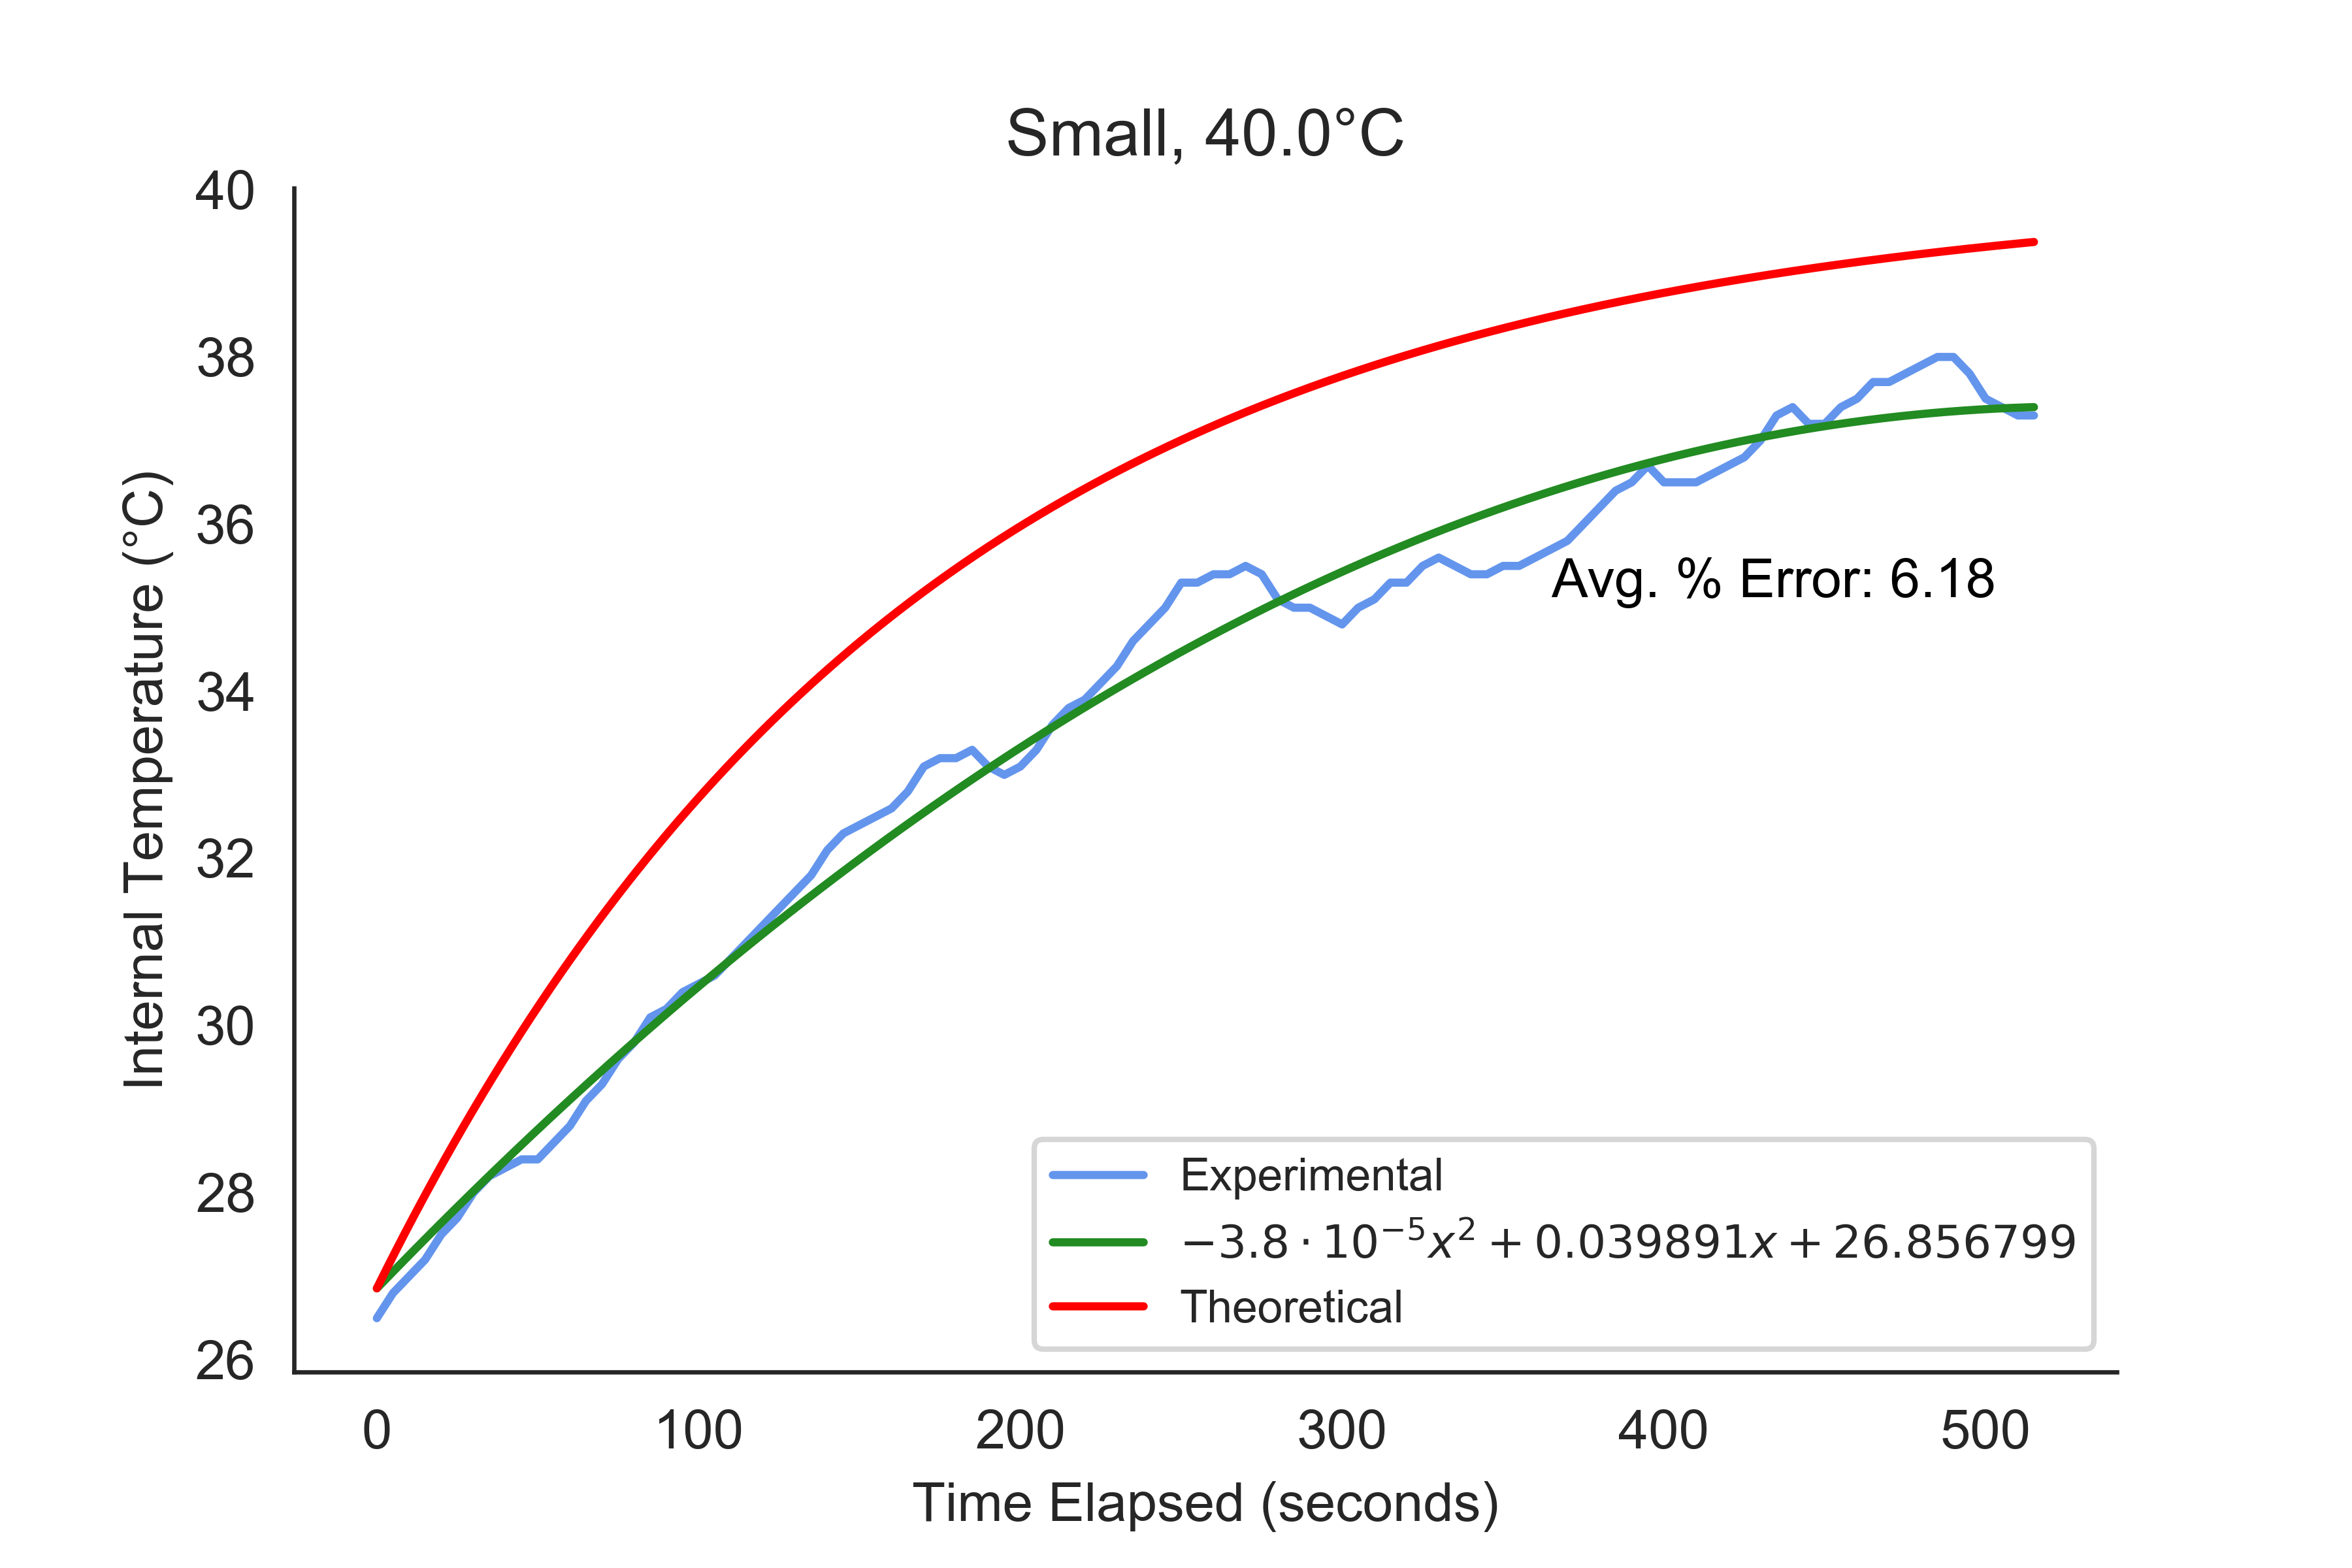 Small, 40.0°C
40
38
36
34
32
30
28
26
Internal Temperature (°C)
Avg. % Error: 6.18
Experimental
−3.8 · 10⁻⁵x² + 0.039891x + 26.856799
Theoretical
0 100 200 300 400 500
Time Elapsed (seconds)